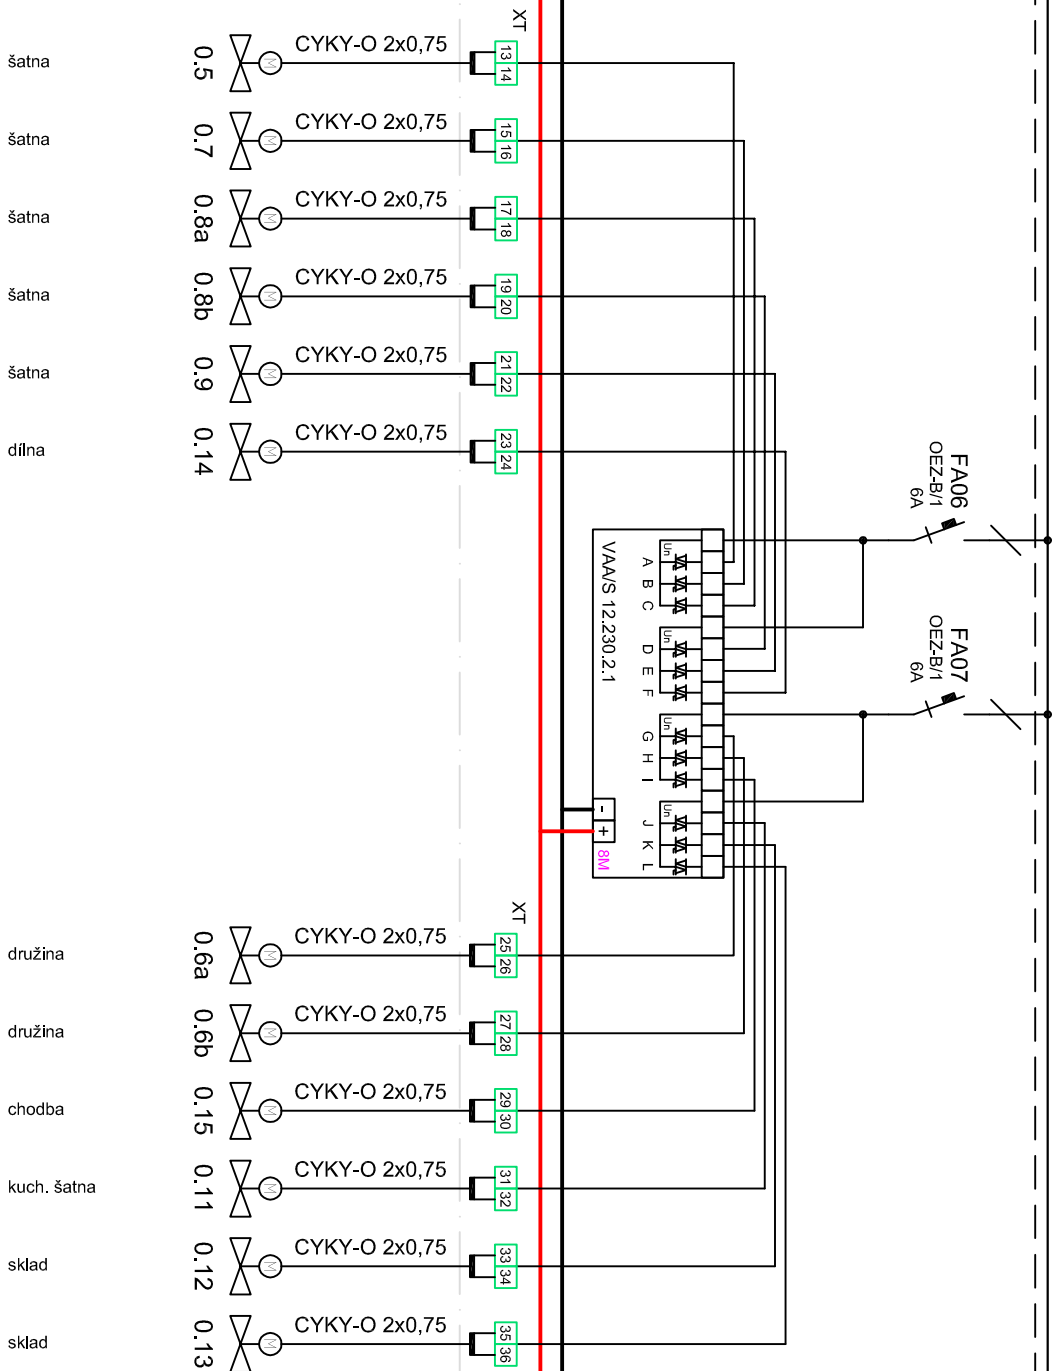 XT
šatna
0.5
M
CYKY-O 2x0,75
13
14
šatna
0.7
M
CYKY-O 2x0,75
15
16
šatna
0.8a
M
CYKY-O 2x0,75
17
18
šatna
0.8b
M
CYKY-O 2x0,75
19
20
šatna
0.9
M
CYKY-O 2x0,75
21
22
dílna
0.14
M
CYKY-O 2x0,75
23
24
FA06
OEZ-B/1
6A
FA07
OEZ-B/1
6A
VAA/S 12.230.2.1
Un
A
B
C
Un
D
E
F
Un
G
H
I
Un
J
K
L
-
+
8M
XT
družina
0.6a
M
CYKY-O 2x0,75
25
26
družina
0.6b
M
CYKY-O 2x0,75
27
28
chodba
0.15
M
CYKY-O 2x0,75
29
30
kuch. šatna
0.11
M
CYKY-O 2x0,75
31
32
sklad
0.12
M
CYKY-O 2x0,75
33
34
sklad
0.13
M
CYKY-O 2x0,75
35
36